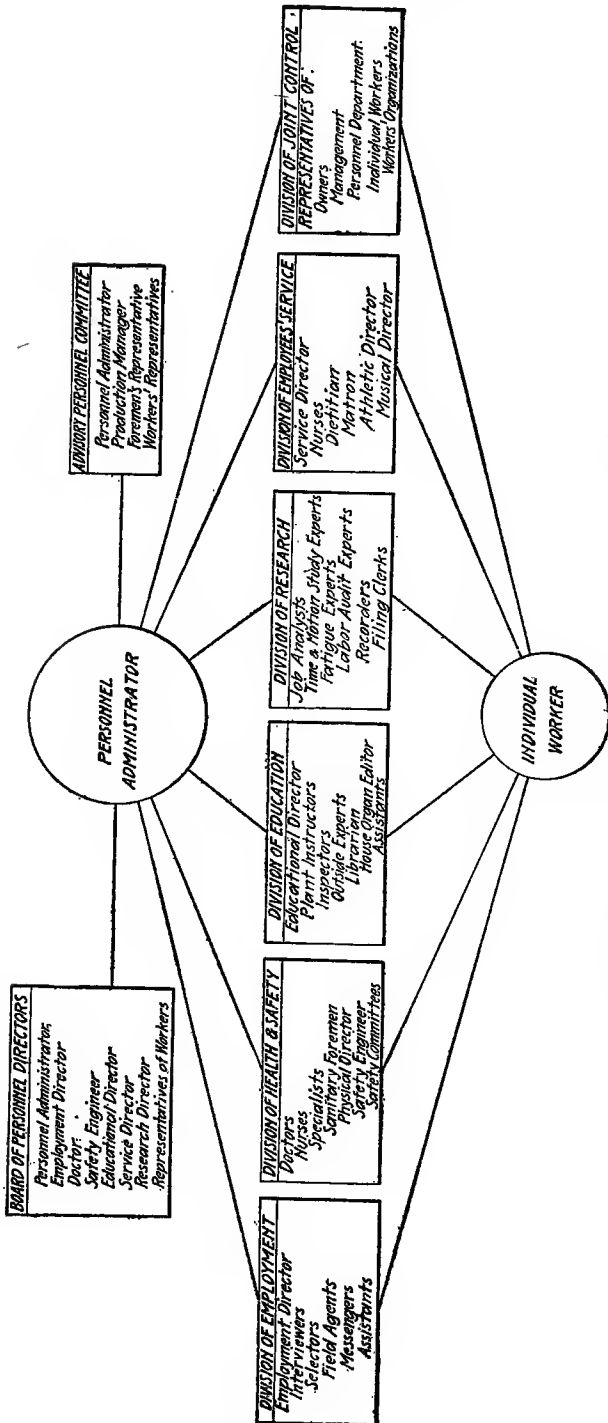 BOARD OF PERSONNEL DIRECTORS
Personnel Administrator,
Employment Director
Doctor
Safety Engineer
Educational Director
Service Director
Research Director
Representatives of Workers
PERSONNEL
ADMINISTRATOR
ADVISORY PERSONNEL COMMITTEE
Personnel Administrator
Production Manager
Foremen's Representative
Workers' Representatives
DIVISION OF EMPLOYMENT
Employment Director
Interviewers
Selectors
Field Agents
Messengers
Assistants
DIVISION OF HEALTH & SAFETY
Doctors
Nurses
Specialists
Sanitary Foremen
Physical Director
Safety Engineer
Safety Committees
DIVISION OF EDUCATION
Educational Director
Plant Instructors
Inspectors
Outside Experts
Librarian
House Organ Editor
Assistants
DIVISION OF RESEARCH
Job Analysts
Time & Motion Study Experts
Fatigue Experts
Labor Audit Experts
Recorders
Filing Clerks
DIVISION OF EMPLOYEES SERVICE
Service Director
Nurses
Dietitian
Matron
Athletic Director
Musical Director
DIVISION OF JOINT CONTROL
REPRESENTATIVES OF:
Owners
Management
Personnel Department
Individual Workers
Workers' Organizations
INDIVIDUAL
WORKER